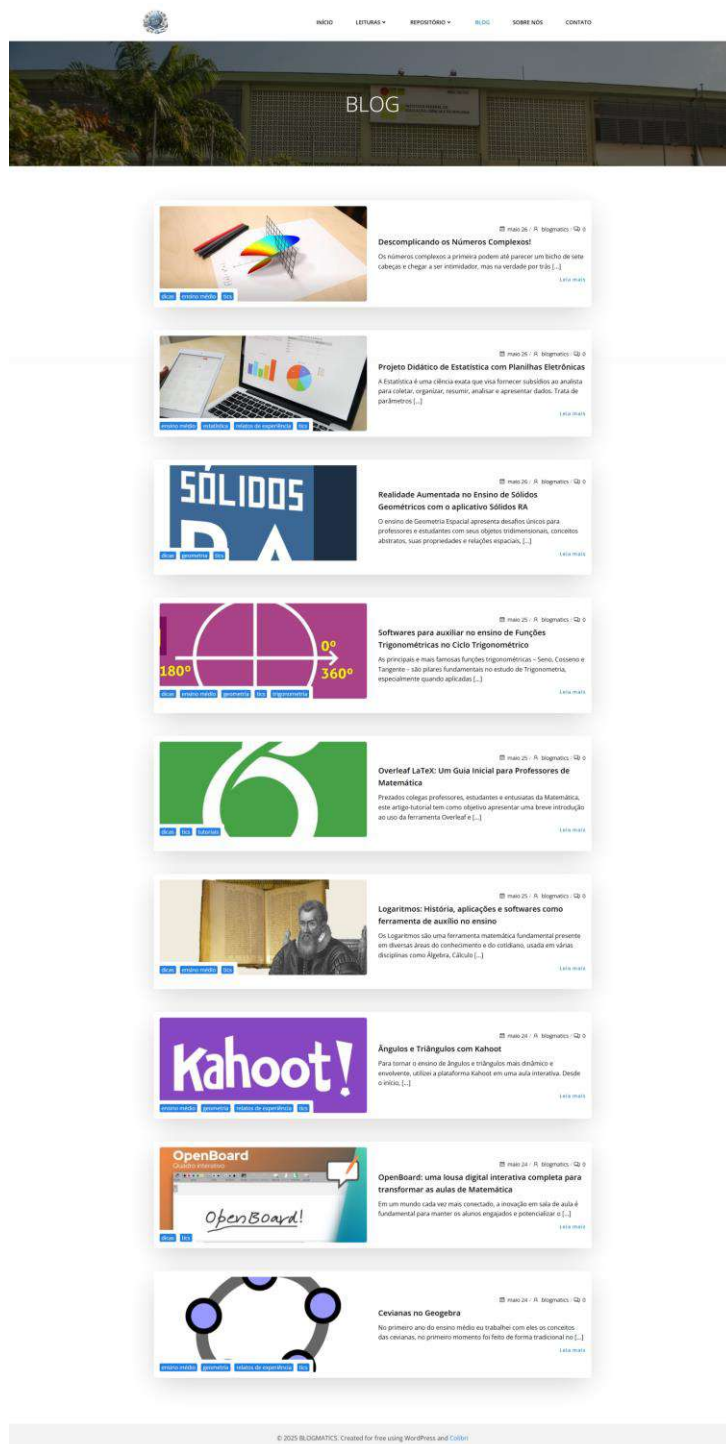 INÍCIO LEITURAS REPOSITÓRIO BLOG SOBRE NÓS CONTATO
BLOG
maio 26 / blogmatics / 0
Descomplicando os Números Complexos!
Os números complexos a primeira podem até parecer um bicho de sete
cabeças e chegar a ser intimidador, mas na verdade por trás [...]
Leia mais
dicas ensino médio tics
maio 26 / blogmatics / 0
Projeto Didático de Estatística com Planilhas Eletrônicas
A Estatística é uma ciência exata que visa fornecer subsídios ao analista
para coletar, organizar, resumir, analisar e apresentar dados. Trata de
parâmetros [...]
Leia mais
ensino médio estatística relatos de experiência tics
SÓLIDOS
RA
maio 26 / blogmatics / 0
Realidade Aumentada no Ensino de Sólidos
Geométricos com o aplicativo Sólidos RA
O ensino de Geometria Espacial apresenta desafios únicos para
professores e estudantes com seus objetos tridimensionais, conceitos
abstratos, suas propriedades e relações espaciais, [...]
Leia mais
dicas geometria tics
180º
0º
360º
maio 25 / blogmatics / 0
Softwares para auxiliar no ensino de Funções
Trigonométricas no Ciclo Trigonométrico
As principais e mais famosas funções trigonométricas – Seno, Cosseno e
Tangente – são pilares fundamentais no estudo de Trigonometria,
especialmente quando aplicadas [...]
Leia mais
dicas ensino médio geometria tics trigonometria
maio 25 / blogmatics / 0
Overleaf LaTeX: Um Guia Inicial para Professores de
Matemática
Prezados colegas professores, estudantes e entusiastas da Matemática,
este artigo-tutorial tem como objetivo apresentar uma breve introdução
ao uso da ferramenta Overleaf e [...]
Leia mais
dicas tics tutoriais
maio 25 / blogmatics / 0
Logaritmos: História, aplicações e softwares como
ferramenta de auxílio no ensino
Os Logaritmos são uma ferramenta matemática fundamental presente
em diversas áreas do conhecimento e do cotidiano, usada em várias
disciplinas como Álgebra, Cálculo [...]
Leia mais
dicas ensino médio tics
Kahoot!
maio 24 / blogmatics / 0
Ângulos e Triângulos com Kahoot
Para tornar o ensino de ângulos e triângulos mais dinâmico e
envolvente, utilizei a plataforma Kahoot em uma aula interativa. Desde
o início, [...]
Leia mais
ensino médio geometria relatos de experiência tics
OpenBoard
Quadro interativo
OpenBoard!
maio 24 / blogmatics / 0
OpenBoard: uma lousa digital interativa completa para
transformar as aulas de Matemática
Em um mundo cada vez mais conectado, a inovação em sala de aula é
fundamental para manter os alunos engajados e potencializar o [...]
Leia mais
dicas tics
maio 24 / blogmatics / 0
Cevianas no Geogebra
No primeiro ano do ensino médio eu trabalhei com eles os conceitos
das cevianas, no primeiro momento foi feito de forma tradicional no [...]
Leia mais
ensino médio geometria relatos de experiência tics
© 2025 BLOGMATICS. Created for free using WordPress and Colibri